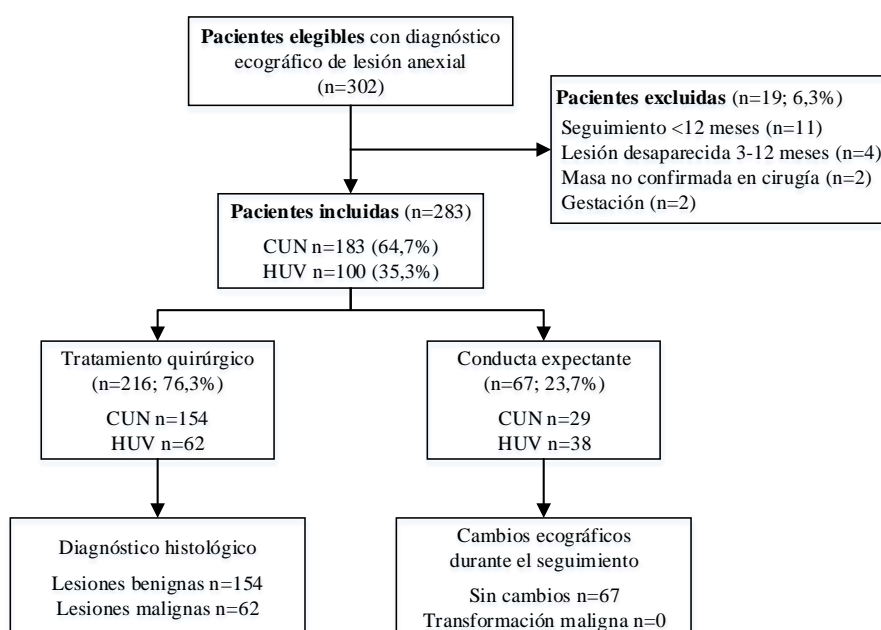 Pacientes elegibles con diagnóstico
ecográfico de lesión anexial
(n=302)
Pacientes excluidas (n=19; 6,3%)
Seguimiento <12 meses (n=11)
Lesión desaparecida 3-12 meses (n=4)
Masa no confirmada en cirugía (n=2)
Gestación (n=2)
Pacientes incluidas (n=283)
CUN n=183 (64,7%)
HUV n=100 (35,3%)
Tratamiento quirúrgico
(n=216; 76,3%)
CUN n=154
HUV n=62
Conducta expectante
(n=67; 23,7%)
CUN n=29
HUV n=38
Diagnóstico histológico
Lesiones benignas n=154
Lesiones malignas n=62
Cambios ecográficos
durante el seguimiento
Sin cambios n=67
Transformación maligna n=0